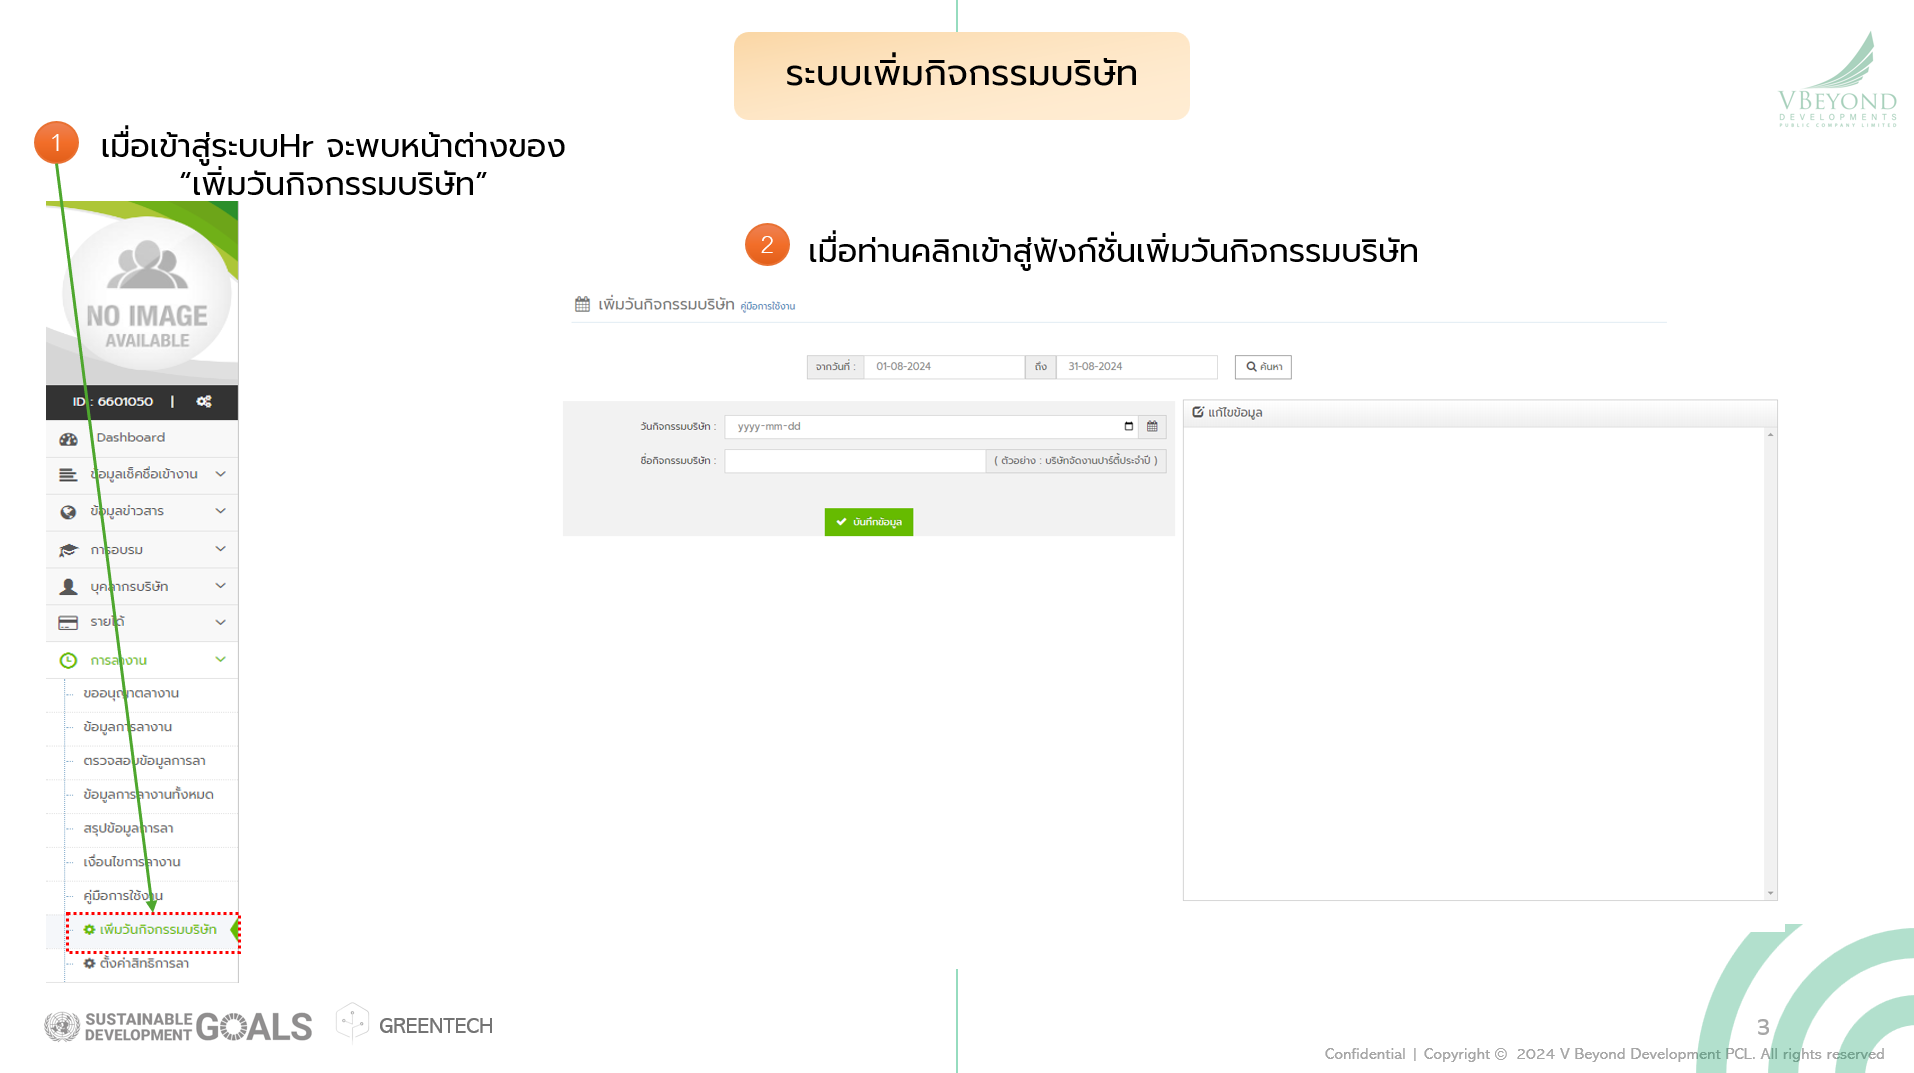 ระบบเพิ่มกิจกรรมบริษัท
VBEYOND
DEVELOPMENTS
PUBLIC COMPANY LIMITED
1
เมื่อเข้าสู่ระบบHr จะพบหน้าต่างของ
“เพิ่มวันกิจกรรมบริษัท”
NO IMAGE
AVAILABLE
ID : 6601050 |
Dashboard
ข้อมูลเช็คชื่อเข้างาน
ข้อมูลข่าวสาร
การอบรม
บุคลากรบริษัท
รายได้
การลางาน
ขออนุญาตลางาน
ข้อมูลการลางาน
ตรวจสอบข้อมูลการลา
ข้อมูลการลางานทั้งหมด
สรุปข้อมูลการลา
เงื่อนไขการลางาน
คู่มือการใช้งาน
เพิ่มวันกิจกรรมบริษัท
ตั้งค่าสิทธิการลา
2
เมื่อท่านคลิกเข้าสู่ฟังก์ชั่นเพิ่มวันกิจกรรมบริษัท
เพิ่มวันกิจกรรมบริษัท คู่มือการใช้งาน
จากวันที่ : 01-08-2024 ถึง 31-08-2024 ค้นหา
วันกิจกรรมบริษัท : yyyy-mm-dd
ชื่อกิจกรรมบริษัท : ( ตัวอย่าง : บริษัทจัดงานปาร์ตี้ประจำปี )
บันทึกข้อมูล
แก้ไขข้อมูล
SUSTAINABLE
DEVELOPMENT
GOALS
GREENTECH
3
Confidential | Copyright © 2024 V Beyond Development PCL. All rights reserved